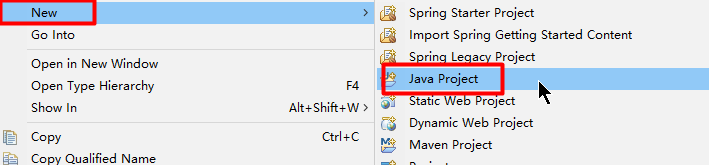 New
Go Into
Open in New Window
Open Type Hierarchy F4
Show In Alt+Shift+W
Copy Ctrl+C
Copy Qualified Name
Spring Starter Project
Import Spring Getting Started Content
Spring Legacy Project
Java Project
Static Web Project
Dynamic Web Project
Maven Project